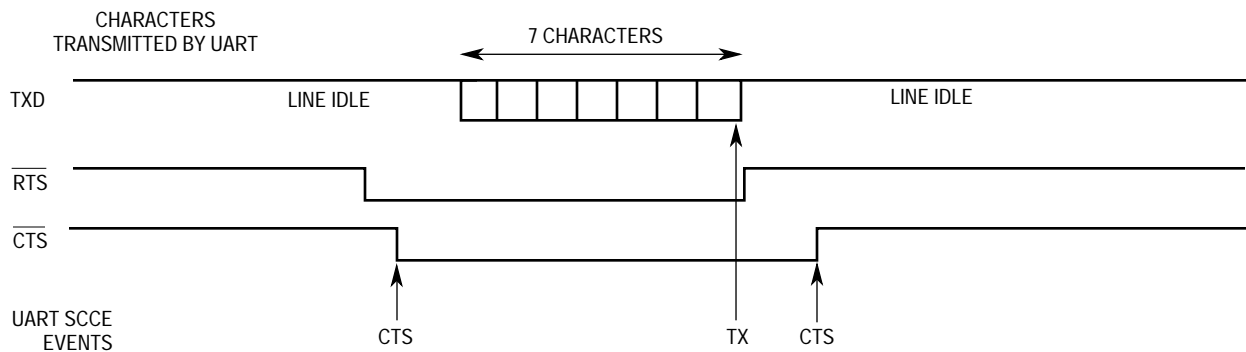 CHARACTERS
TRANSMITTED BY UART
7 CHARACTERS
TXD
LINE IDLE
LINE IDLE
RTS
CTS
UART SCCE
EVENTS
CTS
TX
CTS